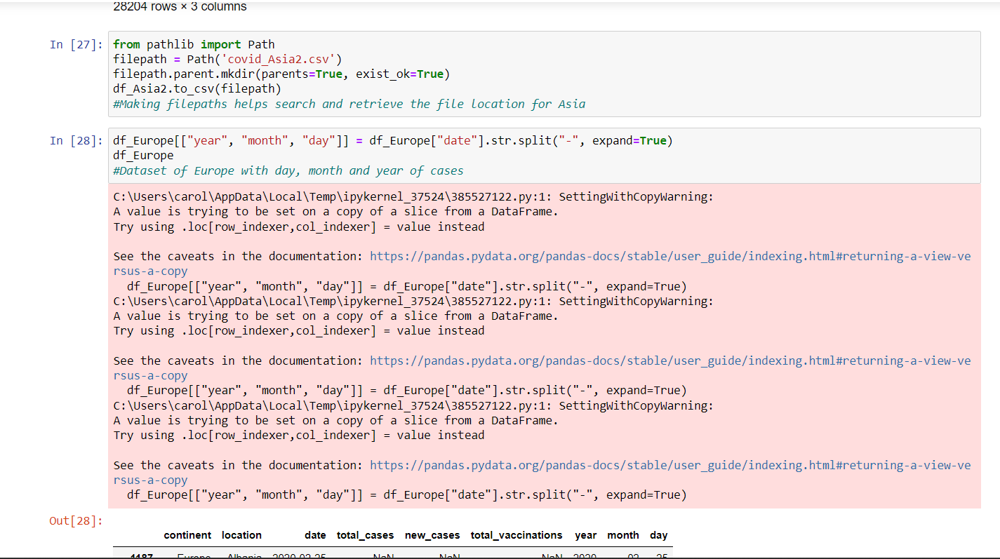 28204 rows × 3 columns
In [27]: from pathlib import Path
filepath = Path('covid_Asia2.csv')
filepath.parent.mkdir(parents=True, exist_ok=True)
df_Asia2.to_csv(filepath)
#Making filepaths helps search and retrieve the file location for Asia
In [28]: df_Europe[["year", "month", "day"]] = df_Europe["date"].str.split("-", expand=True)
df_Europe
#Dataset of Europe with day, month and year of cases
C:\Users\carol\AppData\Local\Temp\ipykernel_37524\385527122.py:1: SettingWithCopyWarning:
A value is trying to be set on a copy of a slice from a DataFrame.
Try using .loc[row_indexer,col_indexer] = value instead
See the caveats in the documentation: https://pandas.pydata.org/pandas-docs/stable/user_guide/indexing.html#returning-a-view-ve
rsus-a-copy
df_Europe[["year", "month", "day"]] = df_Europe["date"].str.split("-", expand=True)
C:\Users\carol\AppData\Local\Temp\ipykernel_37524\385527122.py:1: SettingWithCopyWarning:
A value is trying to be set on a copy of a slice from a DataFrame.
Try using .loc[row_indexer,col_indexer] = value instead
See the caveats in the documentation: https://pandas.pydata.org/pandas-docs/stable/user_guide/indexing.html#returning-a-view-ve
rsus-a-copy
df_Europe[["year", "month", "day"]] = df_Europe["date"].str.split("-", expand=True)
C:\Users\carol\AppData\Local\Temp\ipykernel_37524\385527122.py:1: SettingWithCopyWarning:
A value is trying to be set on a copy of a slice from a DataFrame.
Try using .loc[row_indexer,col_indexer] = value instead
See the caveats in the documentation: https://pandas.pydata.org/pandas-docs/stable/user_guide/indexing.html#returning-a-view-ve
rsus-a-copy
df_Europe[["year", "month", "day"]] = df_Europe["date"].str.split("-", expand=True)
Out[28]:
continent location date total_cases new_cases total_vaccinations year month day
1187 Europe Albania 2020-02-25 NaN NaN NaN 2020 02 25